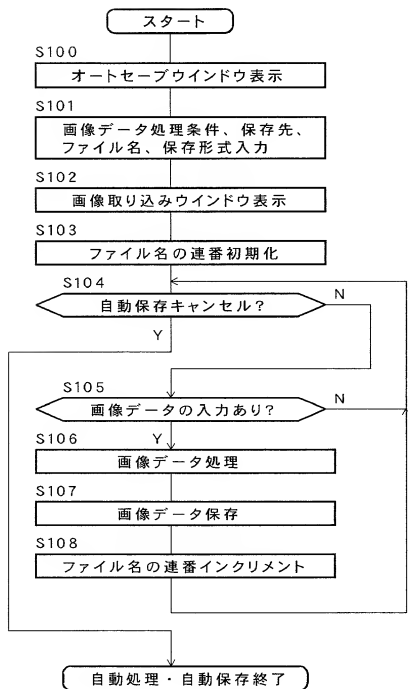 スタート
S100
オートセーブウインドウ表示
S101
画像データ処理条件、保存先、
ファイル名、保存形式入力
S102
画像取り込みウインドウ表示
S103
ファイル名の連番初期化
S104
自動保存キャンセル?
N
Y
S105
画像データの入力あり?
N
Y
S106
画像データ処理
S107
画像データ保存
S108
ファイル名の連番インクリメント
自動処理・自動保存終了